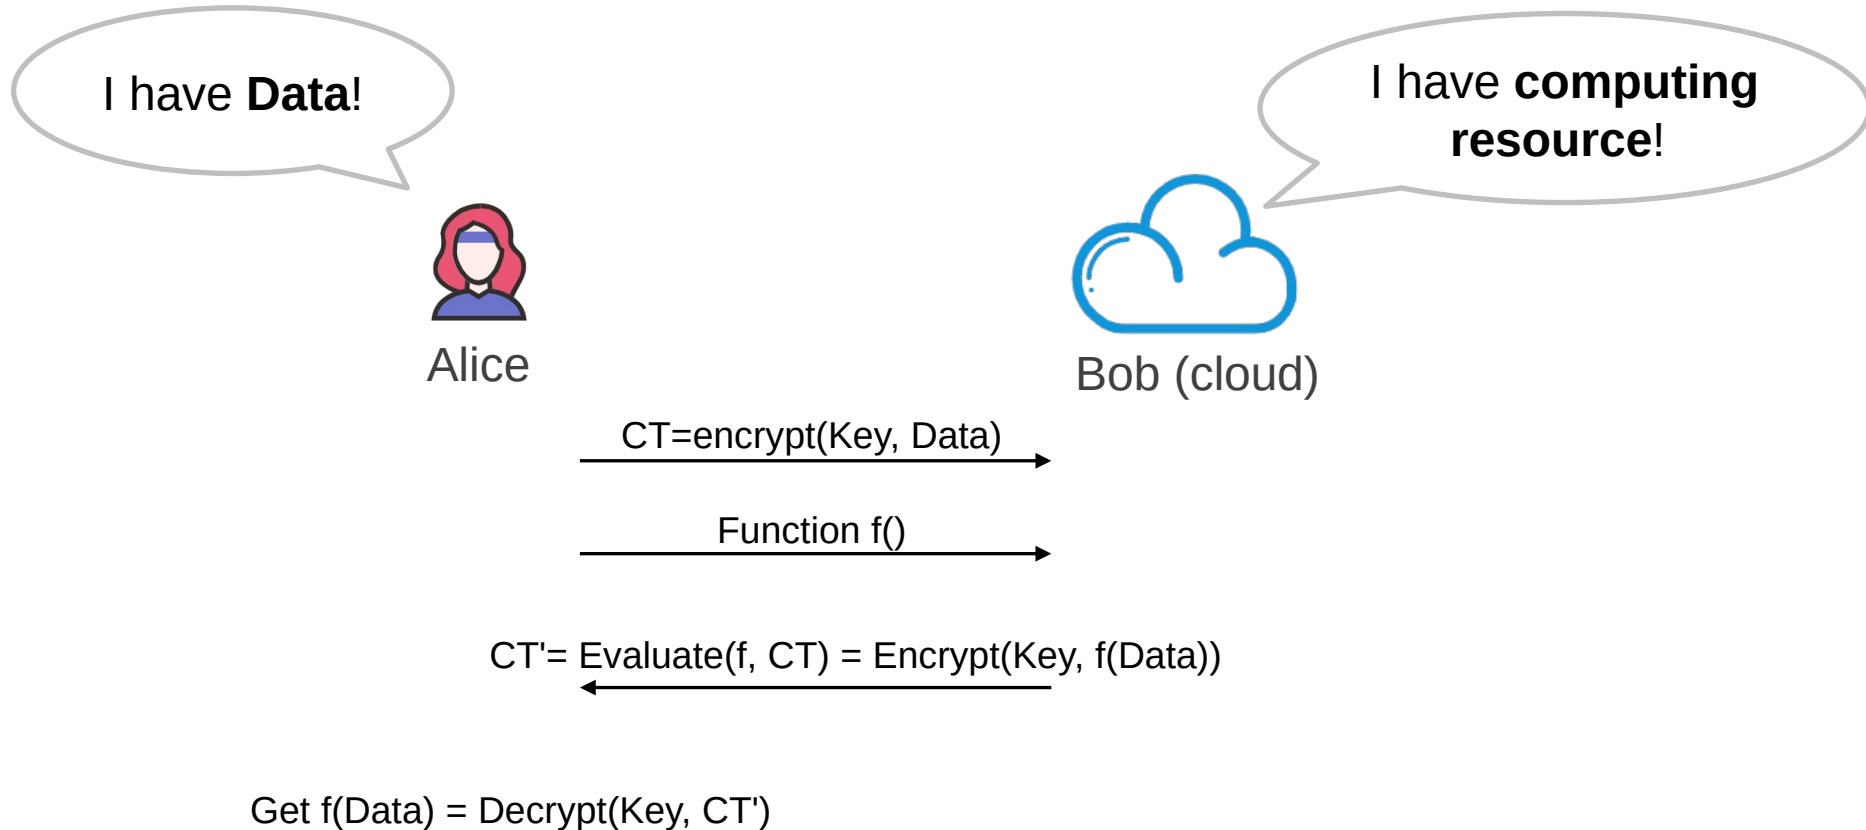 I have Data!
I have computing
resource!
Alice
Bob (cloud)
CT=encrypt(Key, Data)
Function f()
CT'= Evaluate(f, CT) = Encrypt(Key, f(Data))
Get f(Data) = Decrypt(Key, CT')